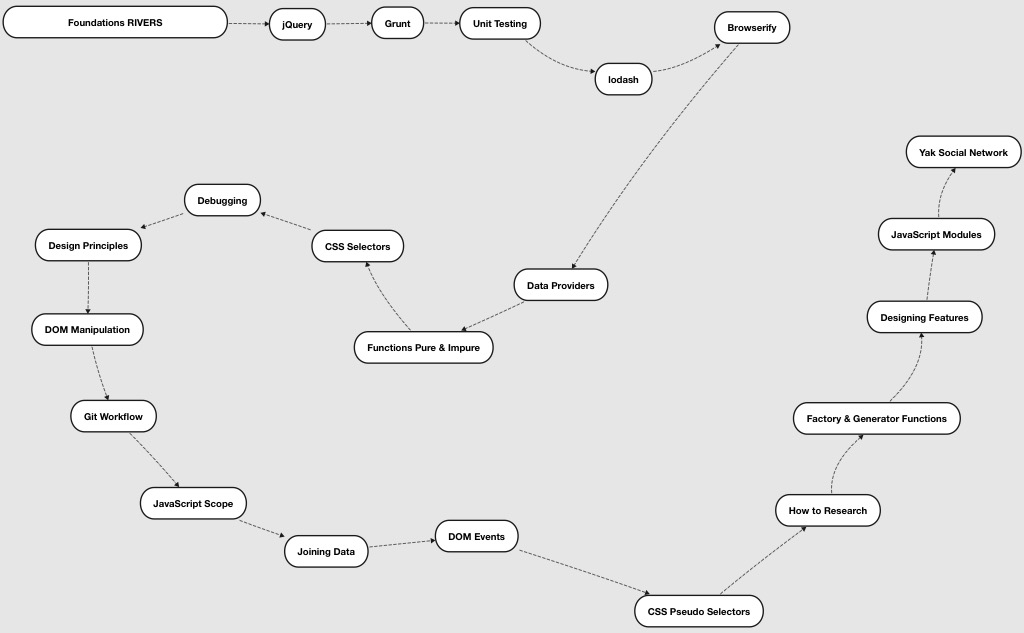 Foundations RIVERS
jQuery
Grunt
Unit Testing
Browserify
lodash
Yak Social Network
Debugging
JavaScript Modules
Design Principles
CSS Selectors
Data Providers
Designing Features
DOM Manipulation
Functions Pure & Impure
Git Workflow
Factory & Generator Functions
JavaScript Scope
How to Research
DOM Events
Joining Data
CSS Pseudo Selectors